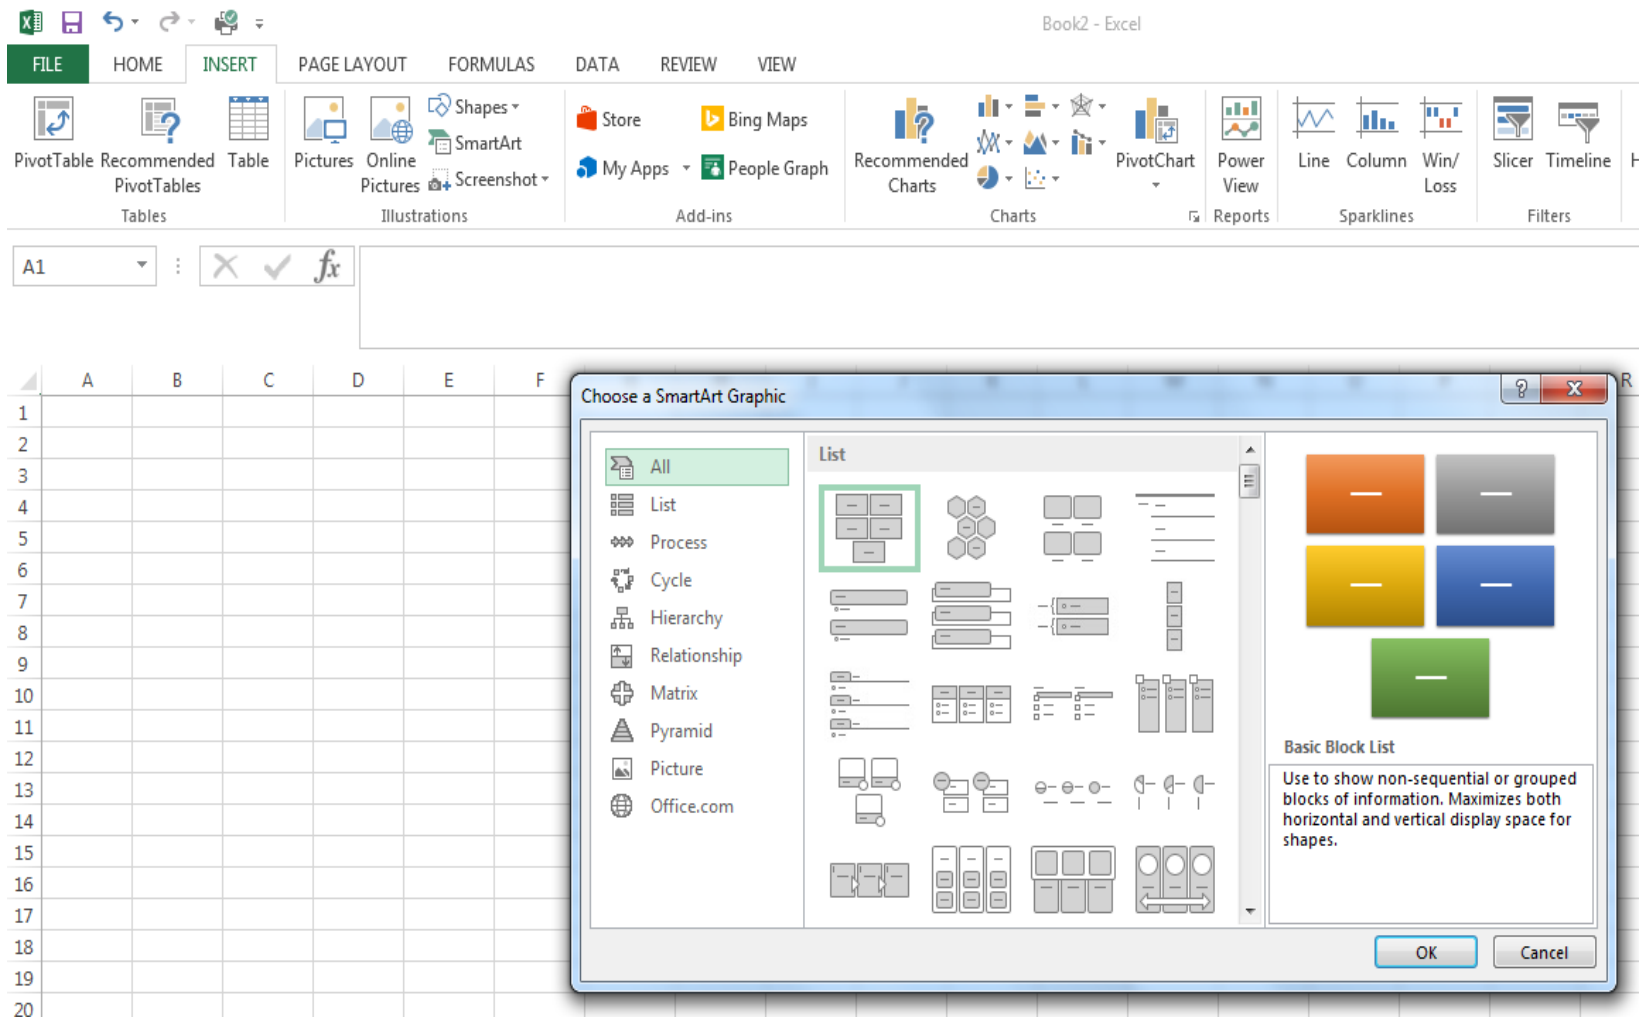 Book2 - Excel
FILE HOME INSERT PAGE LAYOUT FORMULAS DATA REVIEW VIEW
PivotTable
Recommended
PivotTables
Table
Tables
Pictures
Online
Pictures
Shapes
SmartArt
Screenshot
Illustrations
Store
My Apps
Bing Maps
People Graph
Add-ins
Recommended
Charts
PivotChart
Charts
Power
View
Reports
Line
Column
Win/
Loss
Sparklines
Slicer
Timeline
Filters
A1
fx
A B C D E F R
1
2
3
4
5
6
7
8
9
10
11
12
13
14
15
16
17
18
19
20
Choose a SmartArt Graphic
All
List
Process
Cycle
Hierarchy
Relationship
Matrix
Pyramid
Picture
Office.com
List
Basic Block List
Use to show non-sequential or grouped
blocks of information. Maximizes both
horizontal and vertical display space for
shapes.
OK
Cancel